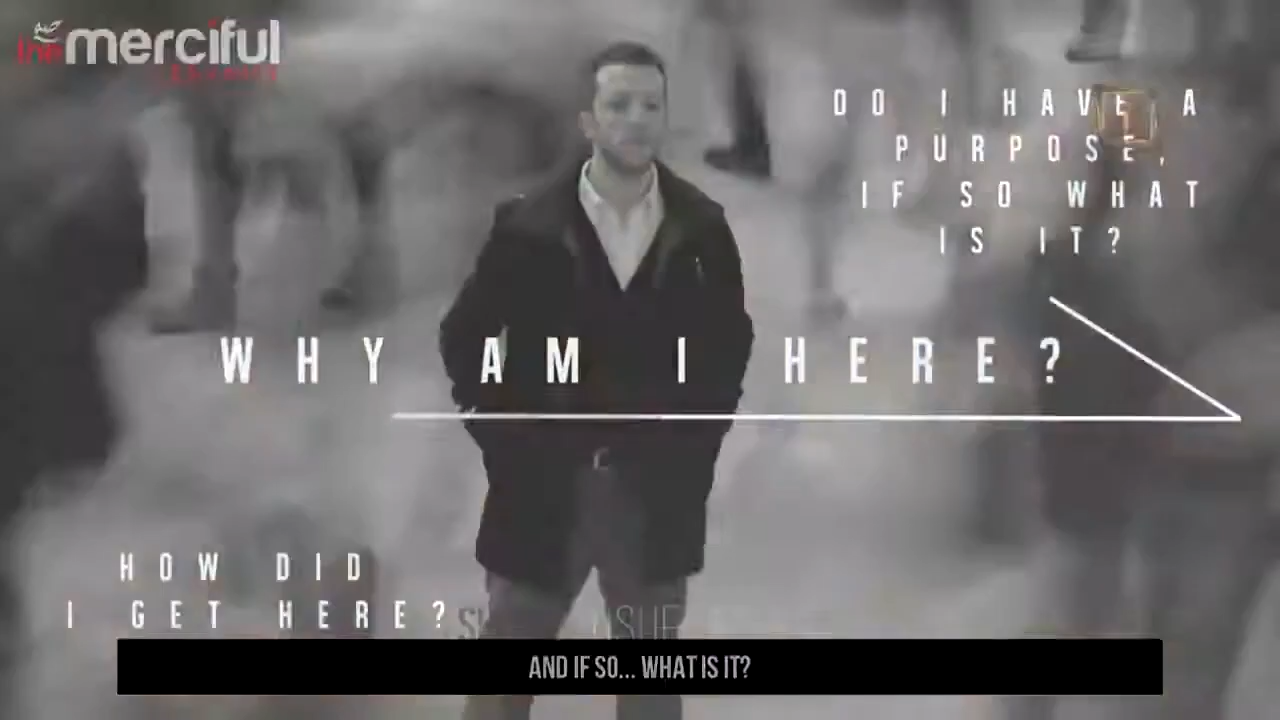 the merciful
DO I HAVE A
PURPOSE,
IF SO WHAT
IS IT?
WHY AM I HERE?
HOW DID
I GET HERE?
AND IF SO... WHAT IS IT?